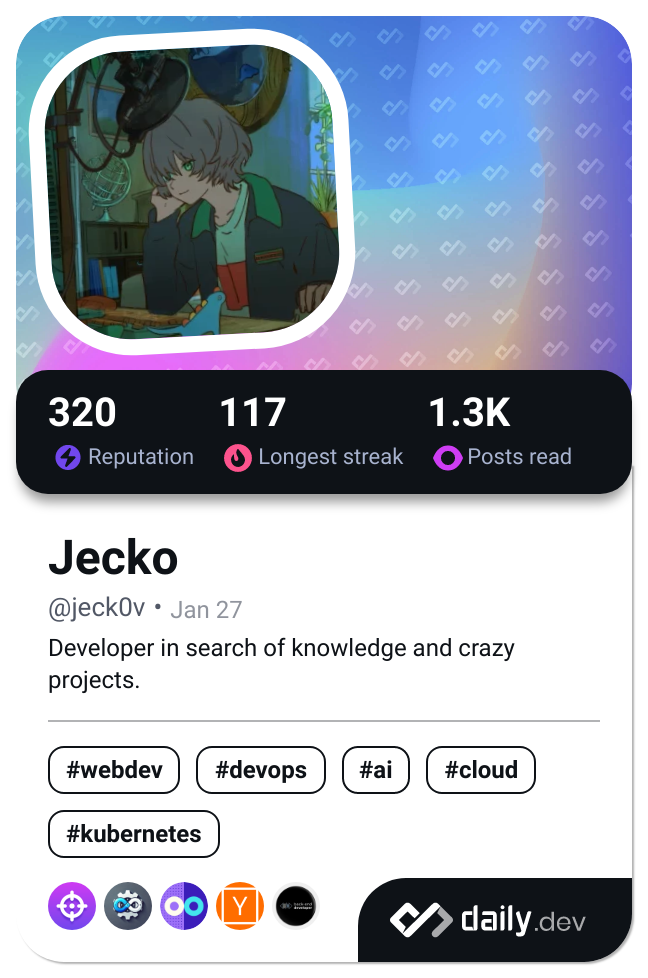 320 117 1.3K
Reputation Longest streak Posts read
Jecko
@jeck0v • Jan 27
Developer in search of knowledge and crazy
projects.
#webdev #devops #ai #cloud
#kubernetes
Y
daily.dev